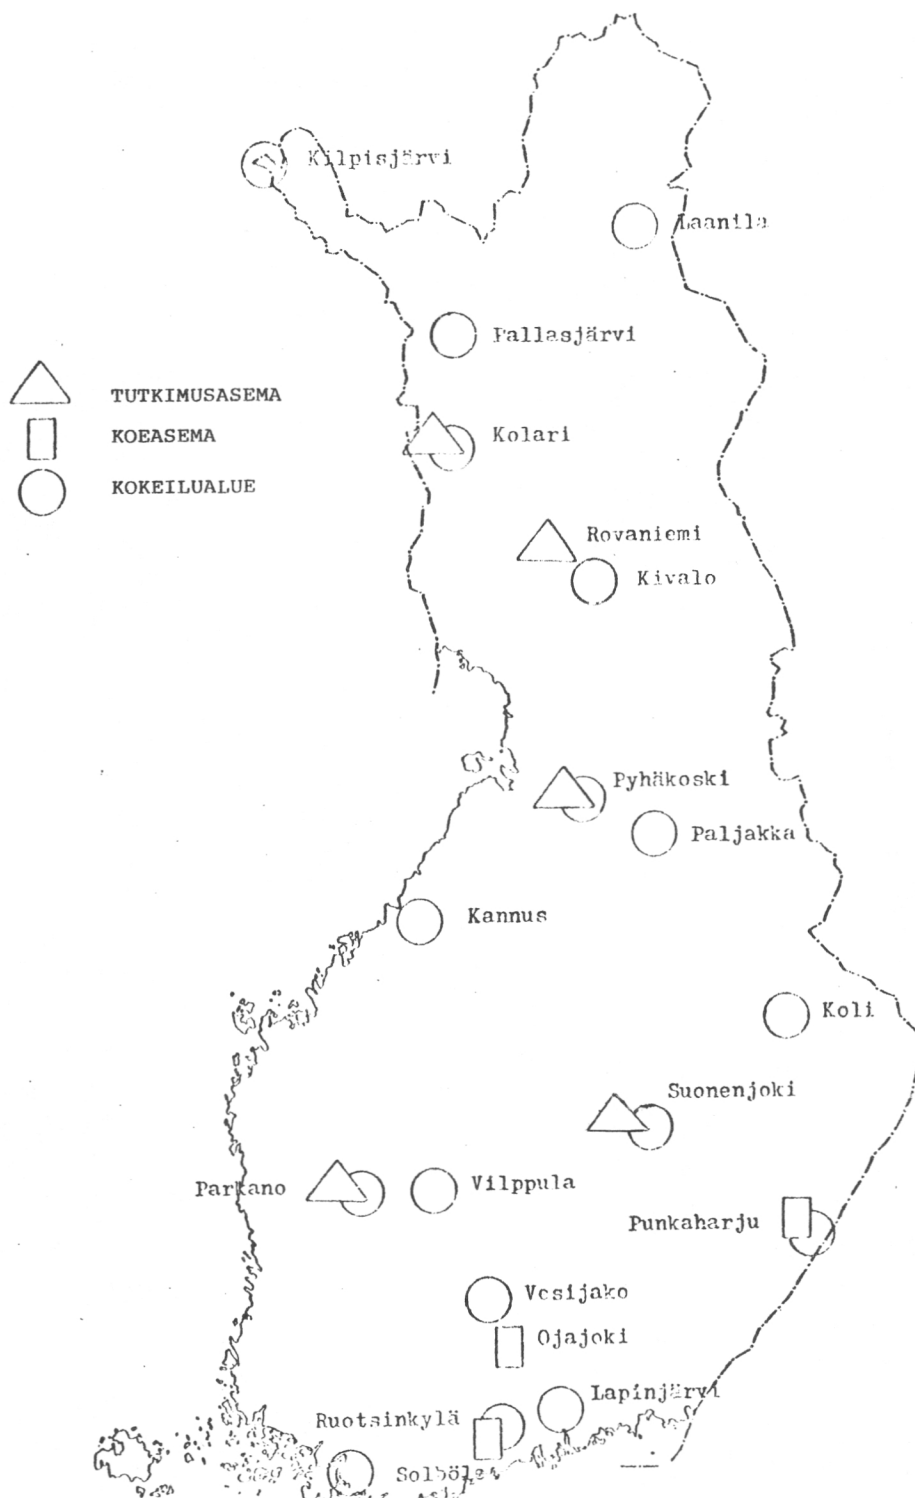 Kilpisjärvi
Laanila
Pallasjärvi
TUTKIMUSASEMA
KOEASEMA
KOKEILUALUE
Kolari
Rovaniemi
Kivalo
Pyhäkoski
Paljakka
Kannus
Koli
Suonenjoki
Parkano
Vilppula
Punkaharju
Vesijako
Ojajoki
Lapinjärvi
Ruotsinkylä